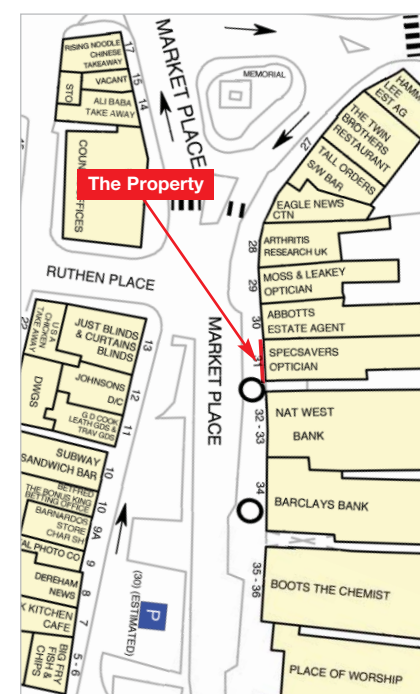 RISING NOODLE
CHINESE
TAKEAWAY
17
VACANT
15
STO
ALI BABA
TAKE AWAY
14
OFFICES
MARKET PLACE
MEMORIAL
The Property
HAMM
LEE
EST AG
THE TWIN
BROTHERS
RESTAURANT
TALL ORDERS
S/W BAR
27
EAGLE NEWS
CTN
28
ARTHRITIS
RESEARCH UK
29
MOSS & LEAKEY
OPTICIAN
30
ABBOTTS
ESTATE AGENT
31
SPECSAVERS
OPTICIAN
RUTHEN PLACE
MARKET PLACE
U S A
CHICKEN
TAKE AWAY
JUST BLINDS
& CURTAINS
BLINDS
13
DWGS
JOHNSONS
D/C
12
G D COOK
LEATH GDS &
TRAV GDS
11
SUBWAY
SANDWICH BAR
10
BETFRED
THE BONUS KING
BETTING OFFICE
10
BARNARDOS
STORE
CHAR SH
9A
AL PHOTO CO
9
DEREHAM
NEWS
8
K KITCHEN
CAFE
7
BIG FRY
FISH &
CHIPS
5 - 6
(30) (ESTIMATED)
P
32 - 33
NAT WEST
BANK
34
BARCLAYS BANK
35 - 36
BOOTS THE CHEMIST
PLACE OF WORSHIP